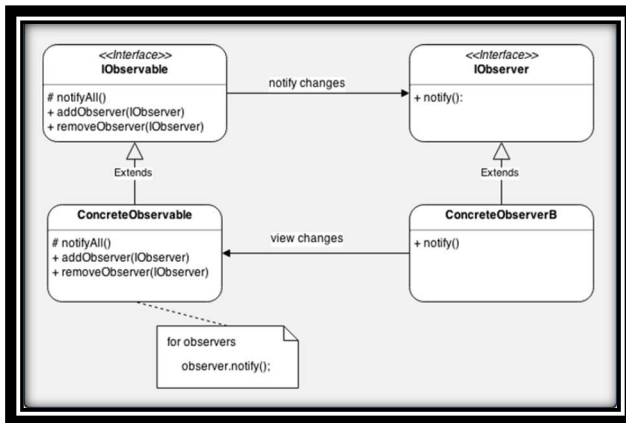 <<Interface>>
IObservable
# notifyAll()
+ addObserver(IObserver)
+ removeObserver(IObserver)
notify changes
<<Interface>>
IObserver
+ notify():
Extends
Extends
ConcreteObservable
# notifyAll()
+ addObserver(IObserver)
+ removeObserver(IObserver)
view changes
ConcreteObserverB
+ notify()
for observers
observer.notify();